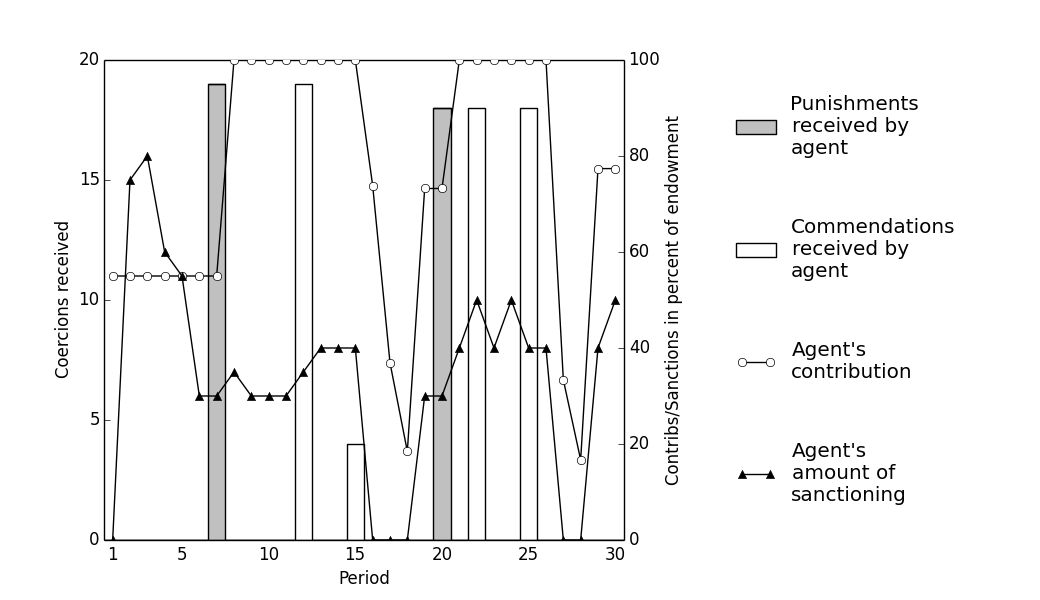 20
15
10
5
0
Coercions received
100
80
60
40
20
0
Contribs/Sanctions in percent of endowment
1 5 10 15 20 25 30
Period
Punishments
received by
agent
Commendations
received by
agent
Agent's
contribution
Agent's
amount of
sanctioning